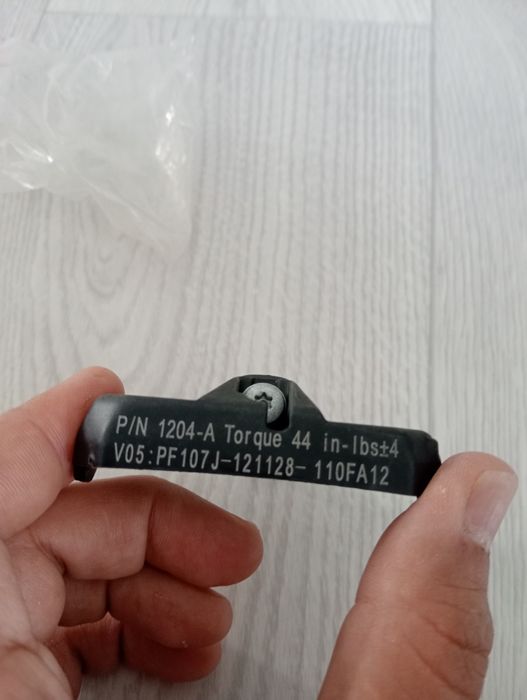 P/N 1204-A Torque 44 in-lbs±4
V05:PF107J-121128- 110FA12